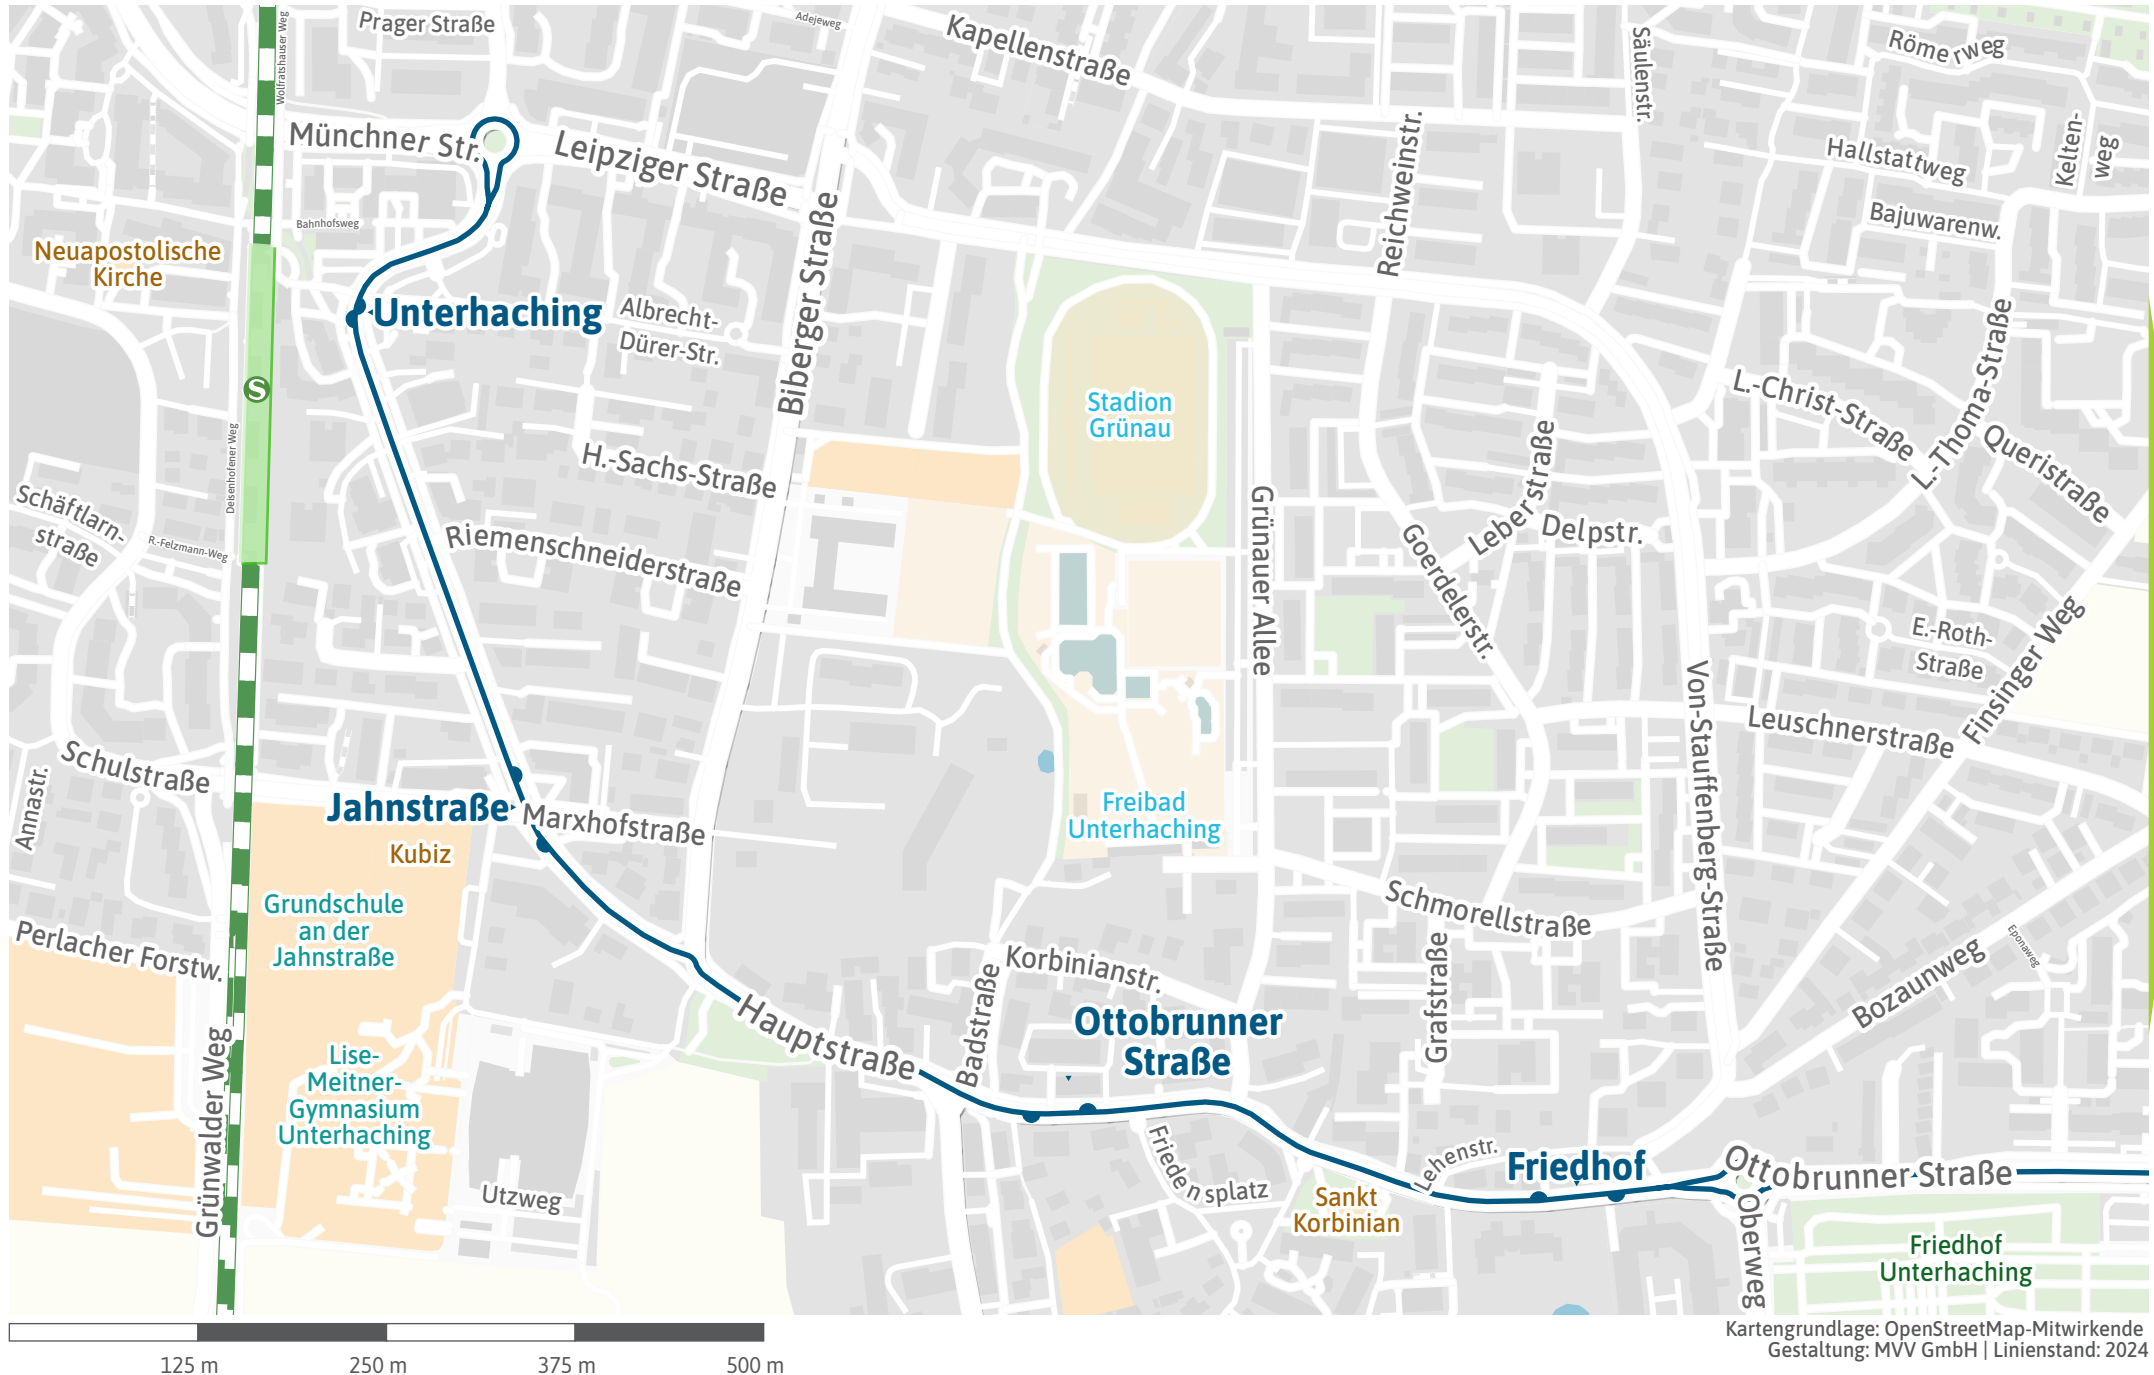 Prager Straße
Adejeweg
Kapellenstraße
Säulenstr.
Römerweg
Wolfratshauser Weg
Münchner Str.
Leipziger Straße
Reichweinstr.
Hallstattweg
Kelten-
weg
Bahnhofsweg
Bajuwarenw.
Neuapostolische
Kirche
Biberger Straße
Unterhaching
Albrecht-
Dürer-Str.
S
Stadion
Grünau
L.-Christ-Straße
L.-Thoma-Straße
Queristraße
Deisenhofener Weg
H.-Sachs-Straße
Leberstraße
Delpstr.
Schäftlarn-
straße
R.-Felzmann-Weg
Riemenschneiderstraße
Grünauer Allee
Goerdelerstr.
E.-Roth-
Straße
Finsinger Weg
Von-Stauffenberg-Straße
Leuschnerstraße
Schulstraße
Annastr.
Jahnstraße
Marxhofstraße
Kubiz
Freibad
Unterhaching
Grundschule
an der
Jahnstraße
Schmorellstraße
Perlacher Forstw.
Korbinianstr.
Grafstraße
Eponaweg
Bozaunweg
Hauptstraße
Badstraße
Ottobrunner
Straße
Grünwalder Weg
Lise-
Meitner-
Gymnasium
Unterhaching
Utzweg
Friedensplatz
Lehenstr.
Friedhof
Ottobrunner Straße
Sankt
Korbinian
Oberweg
Friedhof
Unterhaching
125 m
250 m
375 m
500 m
Kartengrundlage: OpenStreetMap-Mitwirkende
Gestaltung: MVV GmbH | Linienstand: 2024